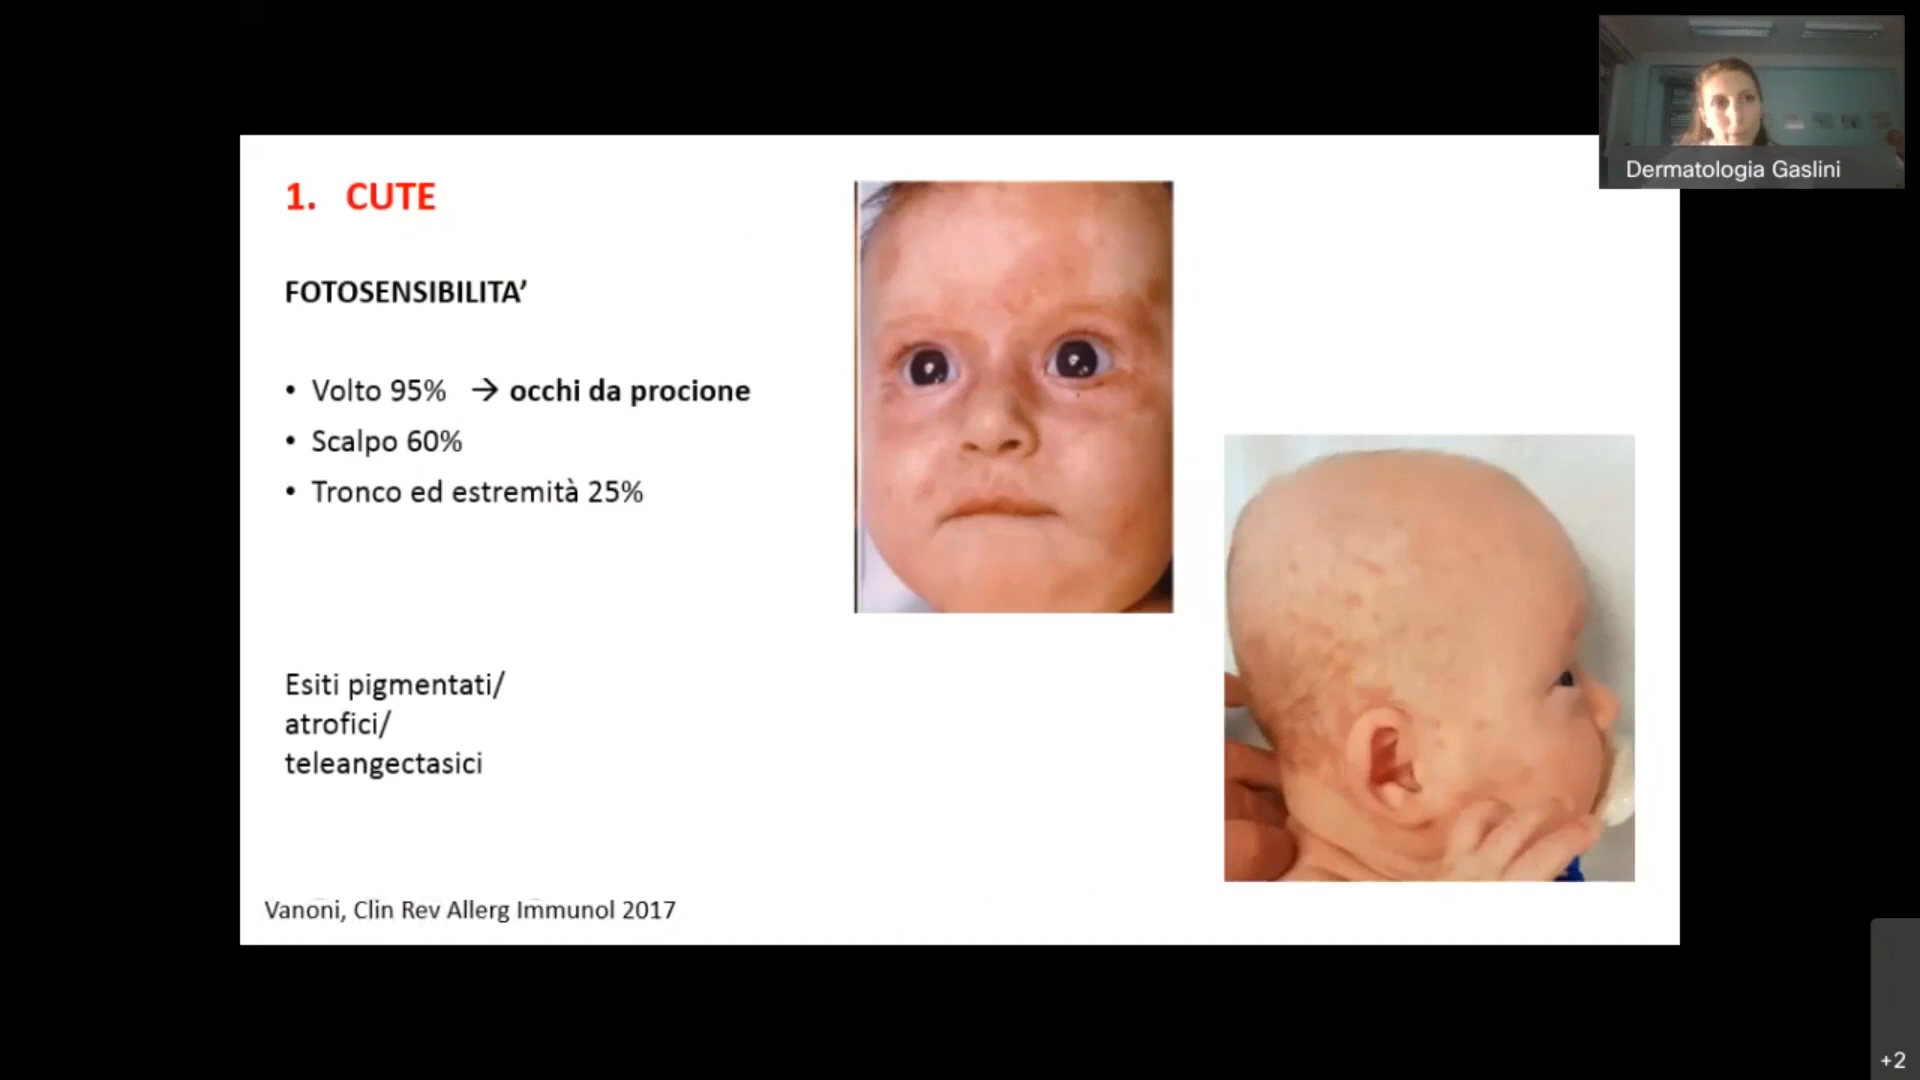 1. CUTE
FOTOSENSIBILITA’
• Volto 95% → occhi da procione
• Scalpo 60%
• Tronco ed estremità 25%
Esiti pigmentati/
atrofici/
teleangectasici
Vanoni, Clin Rev Allerg Immunol 2017
Dermatologia Gaslini
+2